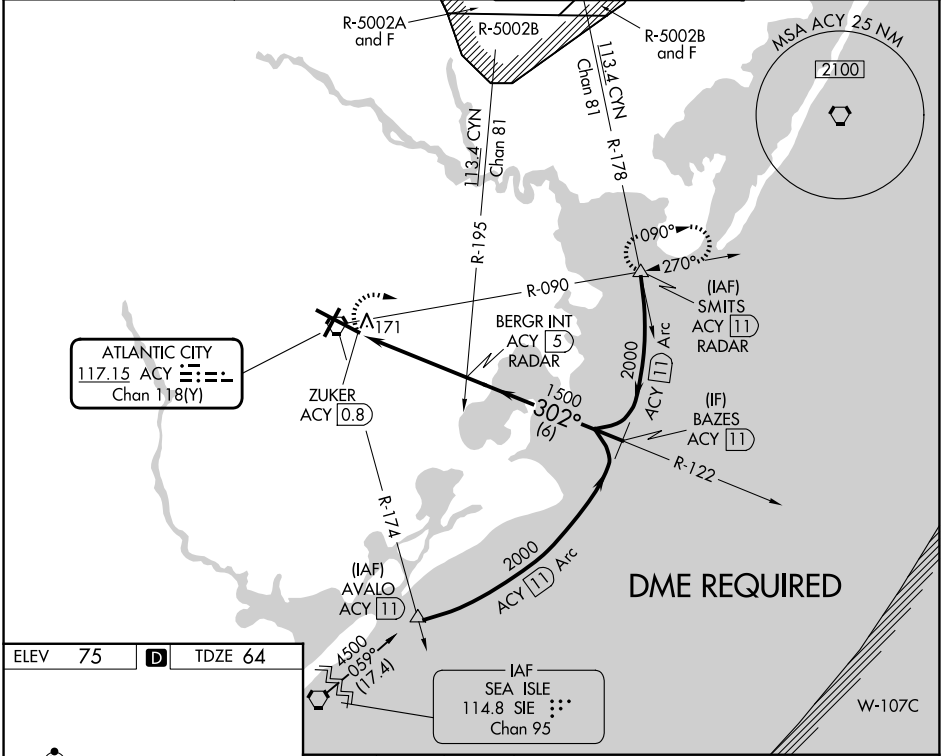 R-5002A
and F
R-5002B
R-5002B
and F
MSA ACY 25 NM
2100
113.4 CYN
Chan 81
R-195
113.4 CYN
Chan 81
R-178
090°
270°
(IAF)
SMITS
ACY 11
RADAR
R-090
171
BERGR INT
ACY 5
RADAR
2000
ACY 11 Arc
ATLANTIC CITY
117.15 ACY
Chan 118(Y)
ZUKER
ACY 0.8
1500
302°
(6)
(IF)
BAZES
ACY 11
R-122
R-174
2000
ACY 11 Arc
(IAF)
AVALO
ACY 11
DME REQUIRED
ELEV 75 D TDZE 64
4500
059°
(17.4)
IAF
SEA ISLE
114.8 SIE
Chan 95
W-107C